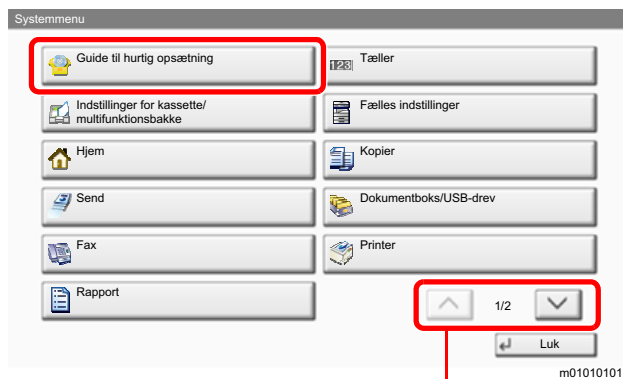 Systemmenu
Guide til hurtig opsætning
123
Tæller
Indstillinger for kassette/
multifunktionsbakke
Fælles indstillinger
Hjem
Kopier
Send
Dokumentboks/USB-drev
Fax
Printer
Rapport
1/2
Luk
m01010101